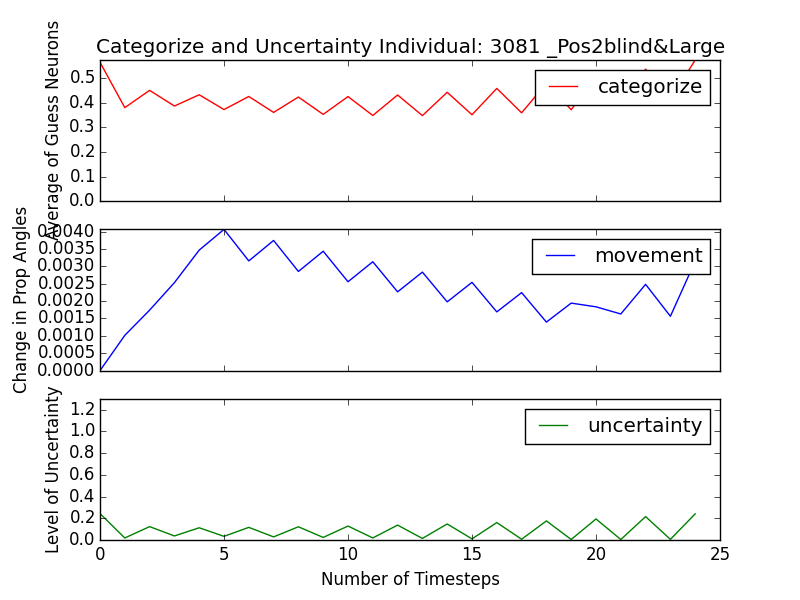 Categorize and Uncertainty Individual: 3081 _Pos2blind&Large
Average of Guess Neurons
0.5
0.4
0.3
0.2
0.1
0.0
categorize
Change in Prop Angles
0.0040
0.0035
0.0030
0.0025
0.0020
0.0015
0.0010
0.0005
0.0000
movement
Level of Uncertainty
1.2
1.0
0.8
0.6
0.4
0.2
0.0
uncertainty
0 5 10 15 20 25
Number of Timesteps